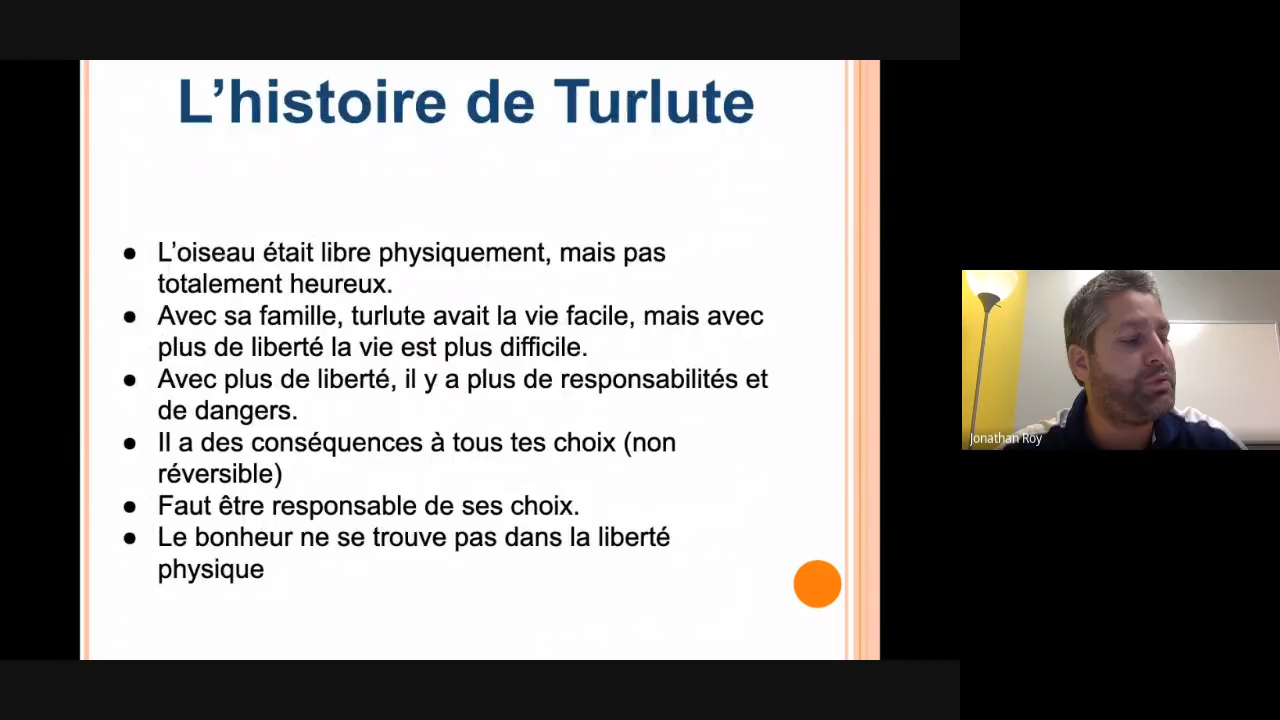 L’histoire de Turlute
● L’oiseau était libre physiquement, mais pas
totalement heureux.
● Avec sa famille, turlute avait la vie facile, mais avec
plus de liberté la vie est plus difficile.
● Avec plus de liberté, il y a plus de responsabilités et
de dangers.
● Il a des conséquences à tous tes choix (non
réversible)
● Faut être responsable de ses choix.
● Le bonheur ne se trouve pas dans la liberté
physique
Jonathan Roy